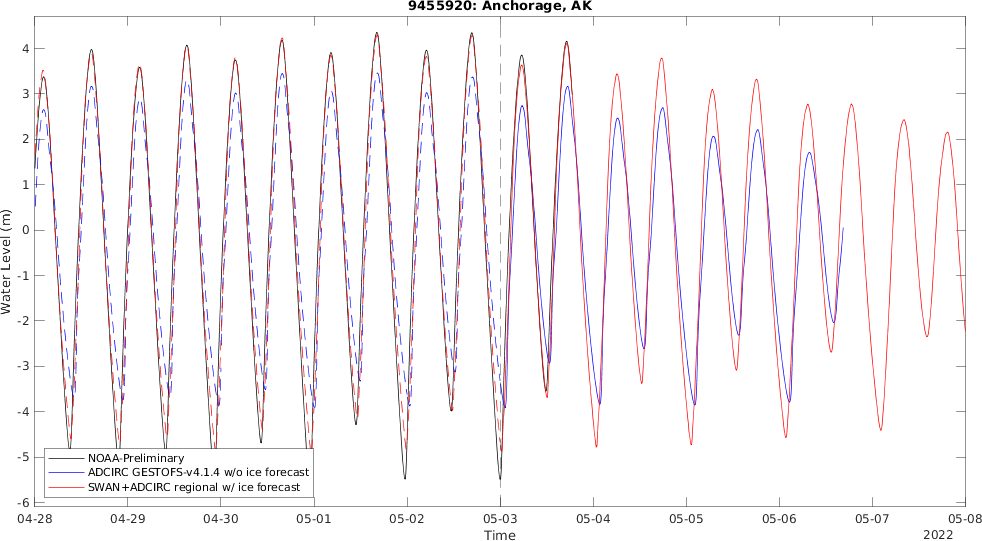 9455920: Anchorage, AK
Water Level (m)
4
3
2
1
0
-1
-2
-3
-4
-5
-6
NOAA-Preliminary
ADCIRC GESTOFS-v4.1.4 w/o ice forecast
SWAN+ADCIRC regional w/ ice forecast
04-28 04-29 04-30 05-01 05-02 05-03 05-04 05-05 05-06 05-07 05-08
Time
2022